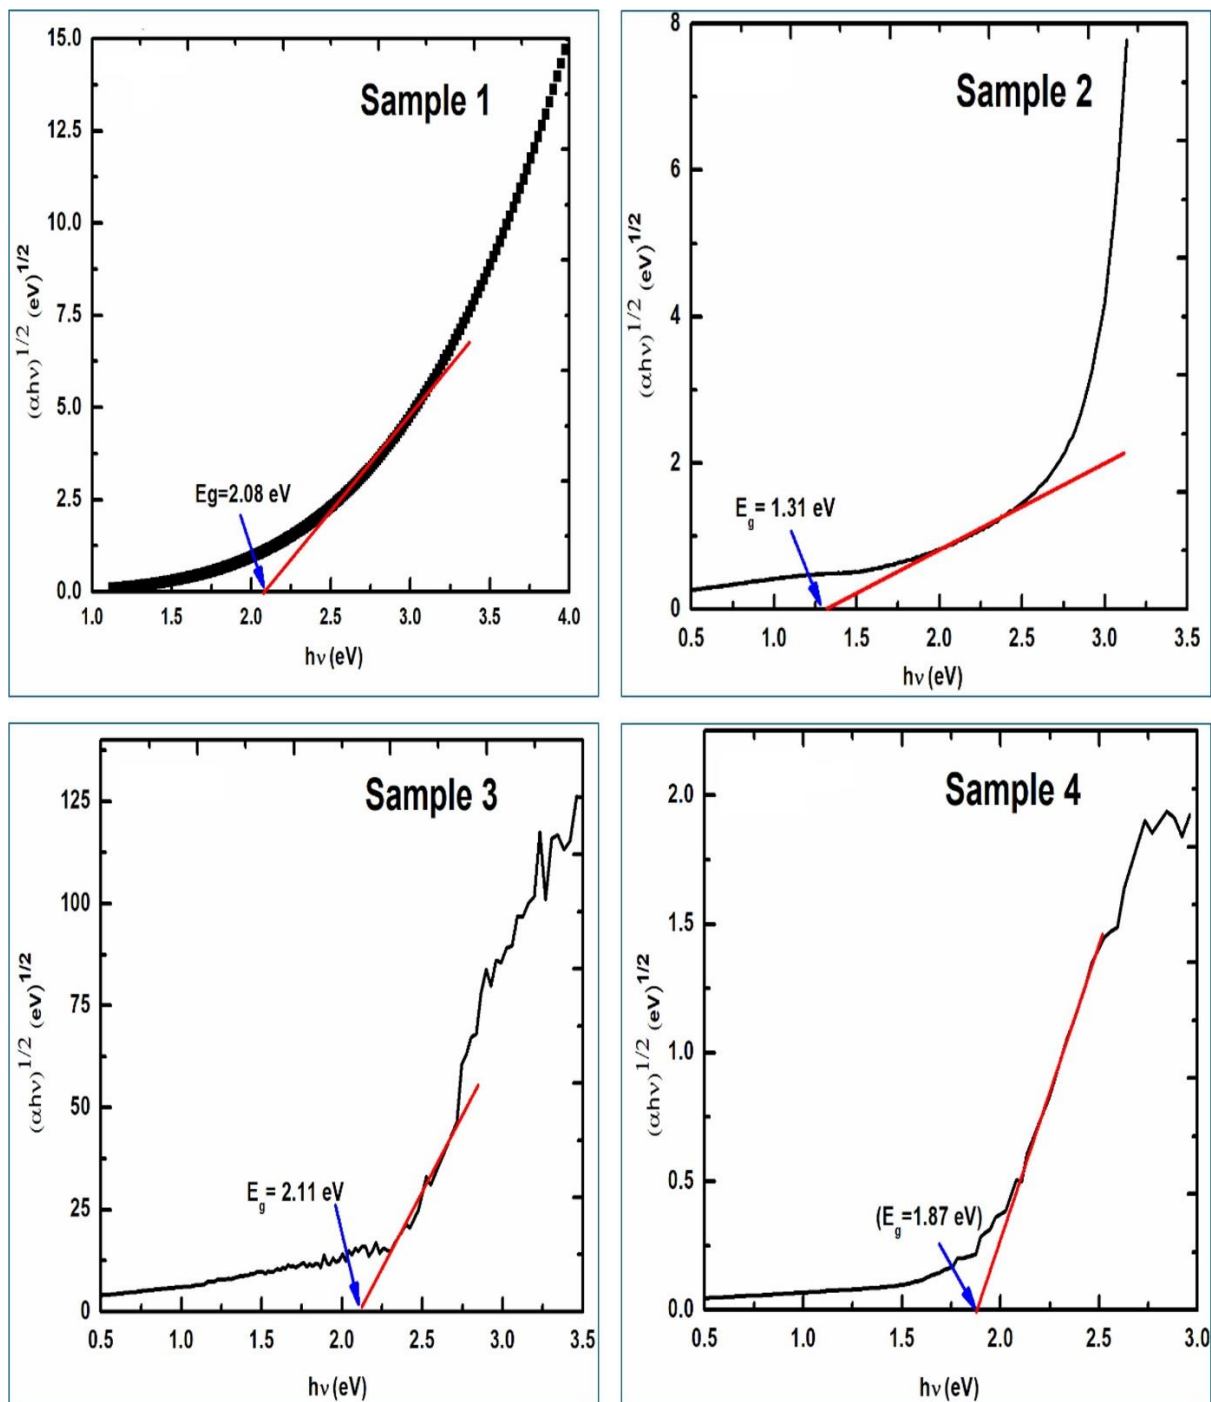 Sample 1
15.0
12.5
10.0
7.5
5.0
2.5
0.0
(αhν)1/2 (eV)1/2
Eg=2.08 eV
1.0 1.5 2.0 2.5 3.0 3.5 4.0
hν (eV)
Sample 2
8
6
4
2
0
(αhν)1/2 (eV)1/2
Eg= 1.31 eV
0.5 1.0 1.5 2.0 2.5 3.0 3.5
hν (eV)
Sample 3
125
100
75
50
25
0
(αhν)1/2 (eV)1/2
Eg= 2.11 eV
0.5 1.0 1.5 2.0 2.5 3.0 3.5
hν (eV)
Sample 4
2.0
1.5
1.0
0.5
0.0
(αhν)1/2 (eV)1/2
(Eg=1.87 eV)
0.5 1.0 1.5 2.0 2.5 3.0
hν (eV)